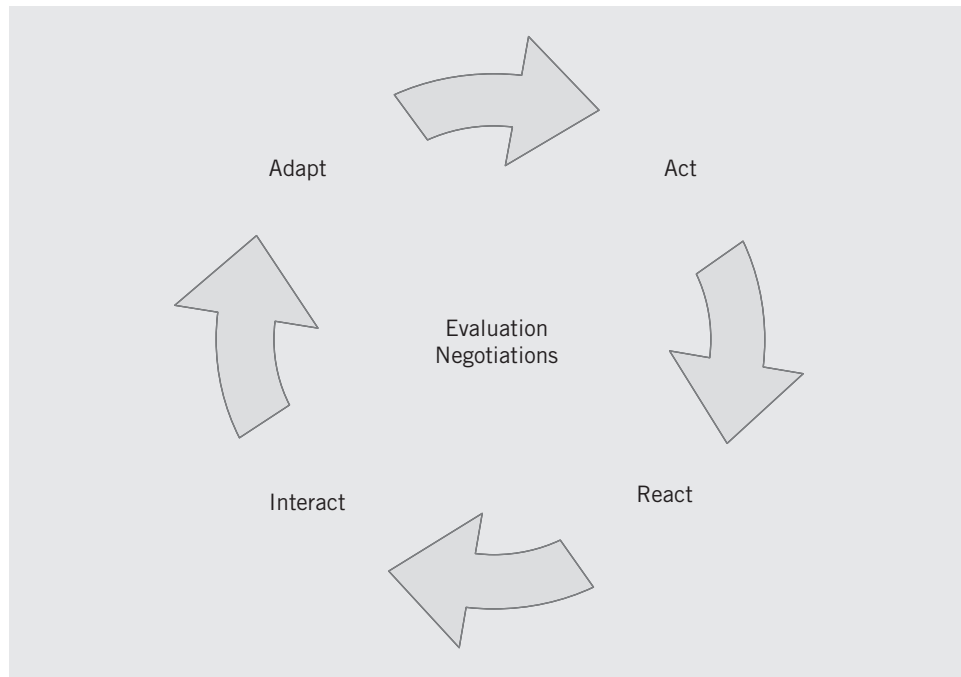 Adapt
Act
Evaluation
Negotiations
Interact
React